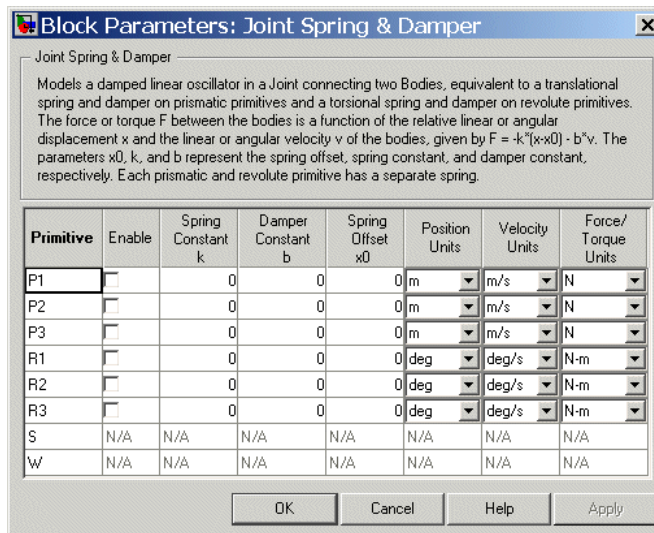 Block Parameters: Joint Spring & Damper
Joint Spring & Damper
Models a damped linear oscillator in a Joint connecting two Bodies, equivalent to a translational
spring and damper on prismatic primitives and a torsional spring and damper on revolute primitives.
The force or torque F between the bodies is a function of the relative linear or angular
displacement x and the linear or angular velocity v of the bodies, given by F = -k*(x-x0) - b*v. The
parameters x0, k, and b represent the spring offset, spring constant, and damper constant,
respectively. Each prismatic and revolute primitive has a separate spring.
Primitive Enable Spring Constant k Damper Constant b Spring Offset x0 Position Units Velocity Units Force/ Torque Units
P1 0 0 0 m m/s N
P2 0 0 0 m m/s N
P3 0 0 0 m m/s N
R1 0 0 0 deg deg/s N-m
R2 0 0 0 deg deg/s N-m
R3 0 0 0 deg deg/s N-m
S N/A N/A N/A N/A N/A N/A N/A
W N/A N/A N/A N/A N/A N/A N/A
OK Cancel Help Apply